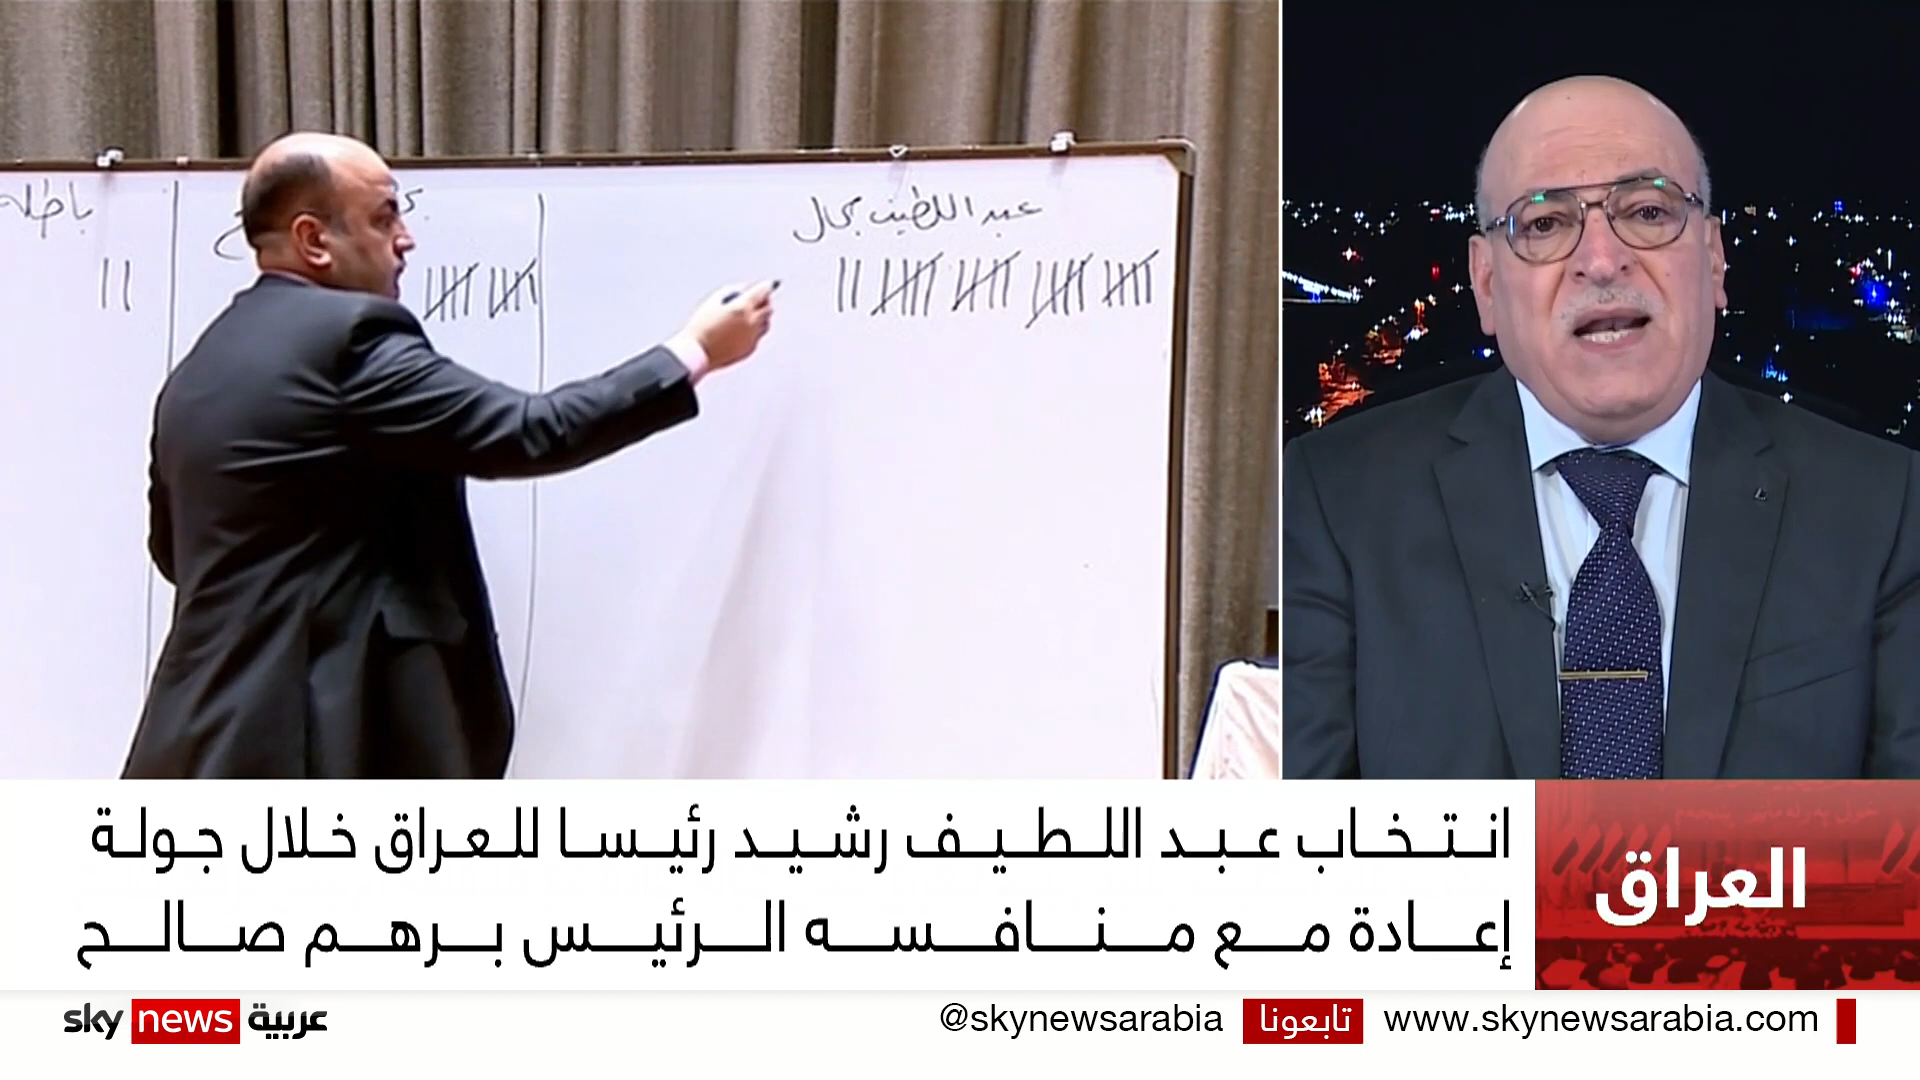 عبد اللطيف جمال
باطلة
انتخاب عبد اللطيف رشيد رئيسا للعراق خلال جولة
إعادة مع منافسه الرئيس برهم صالح
العراق
sky news عربية
@skynewsarabia تابعونا www.skynewsarabia.com